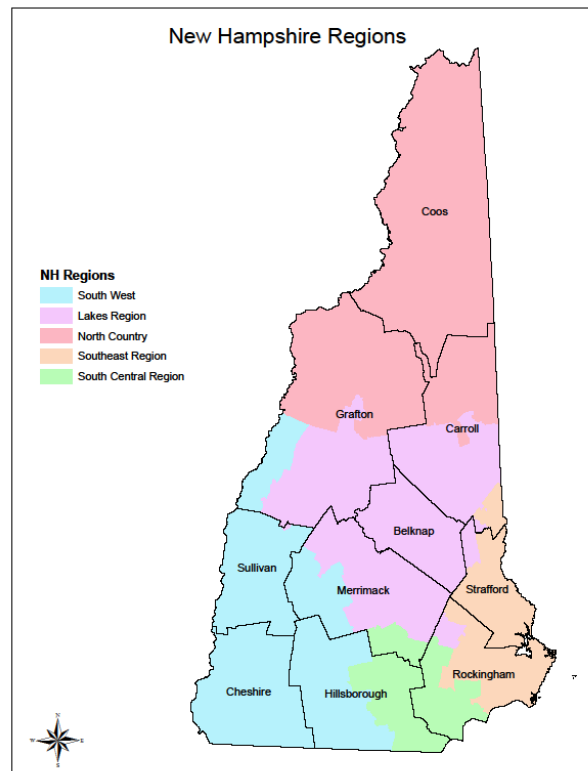 New Hampshire Regions
Coos
NH Regions
South West
Lakes Region
North Country
Southeast Region
South Central Region
Grafton
Carroll
Belknap
Sullivan
Merrimack
Strafford
Rockingham
Cheshire
Hillsborough
N
W
E
S